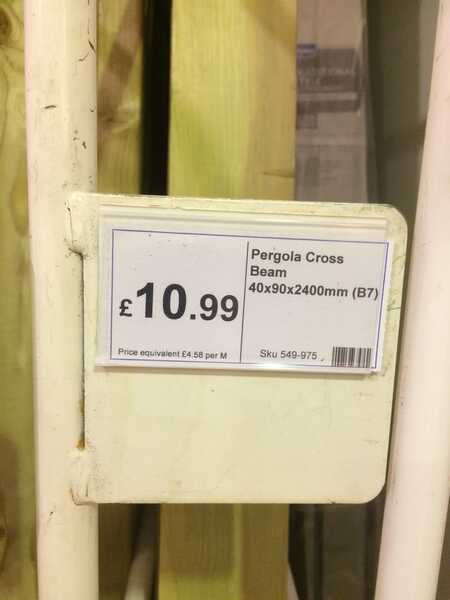 £10.99
Price equivalent £4.58 per M
Pergola Cross
Beam
40x90x2400mm (B7)
Sku 549-975